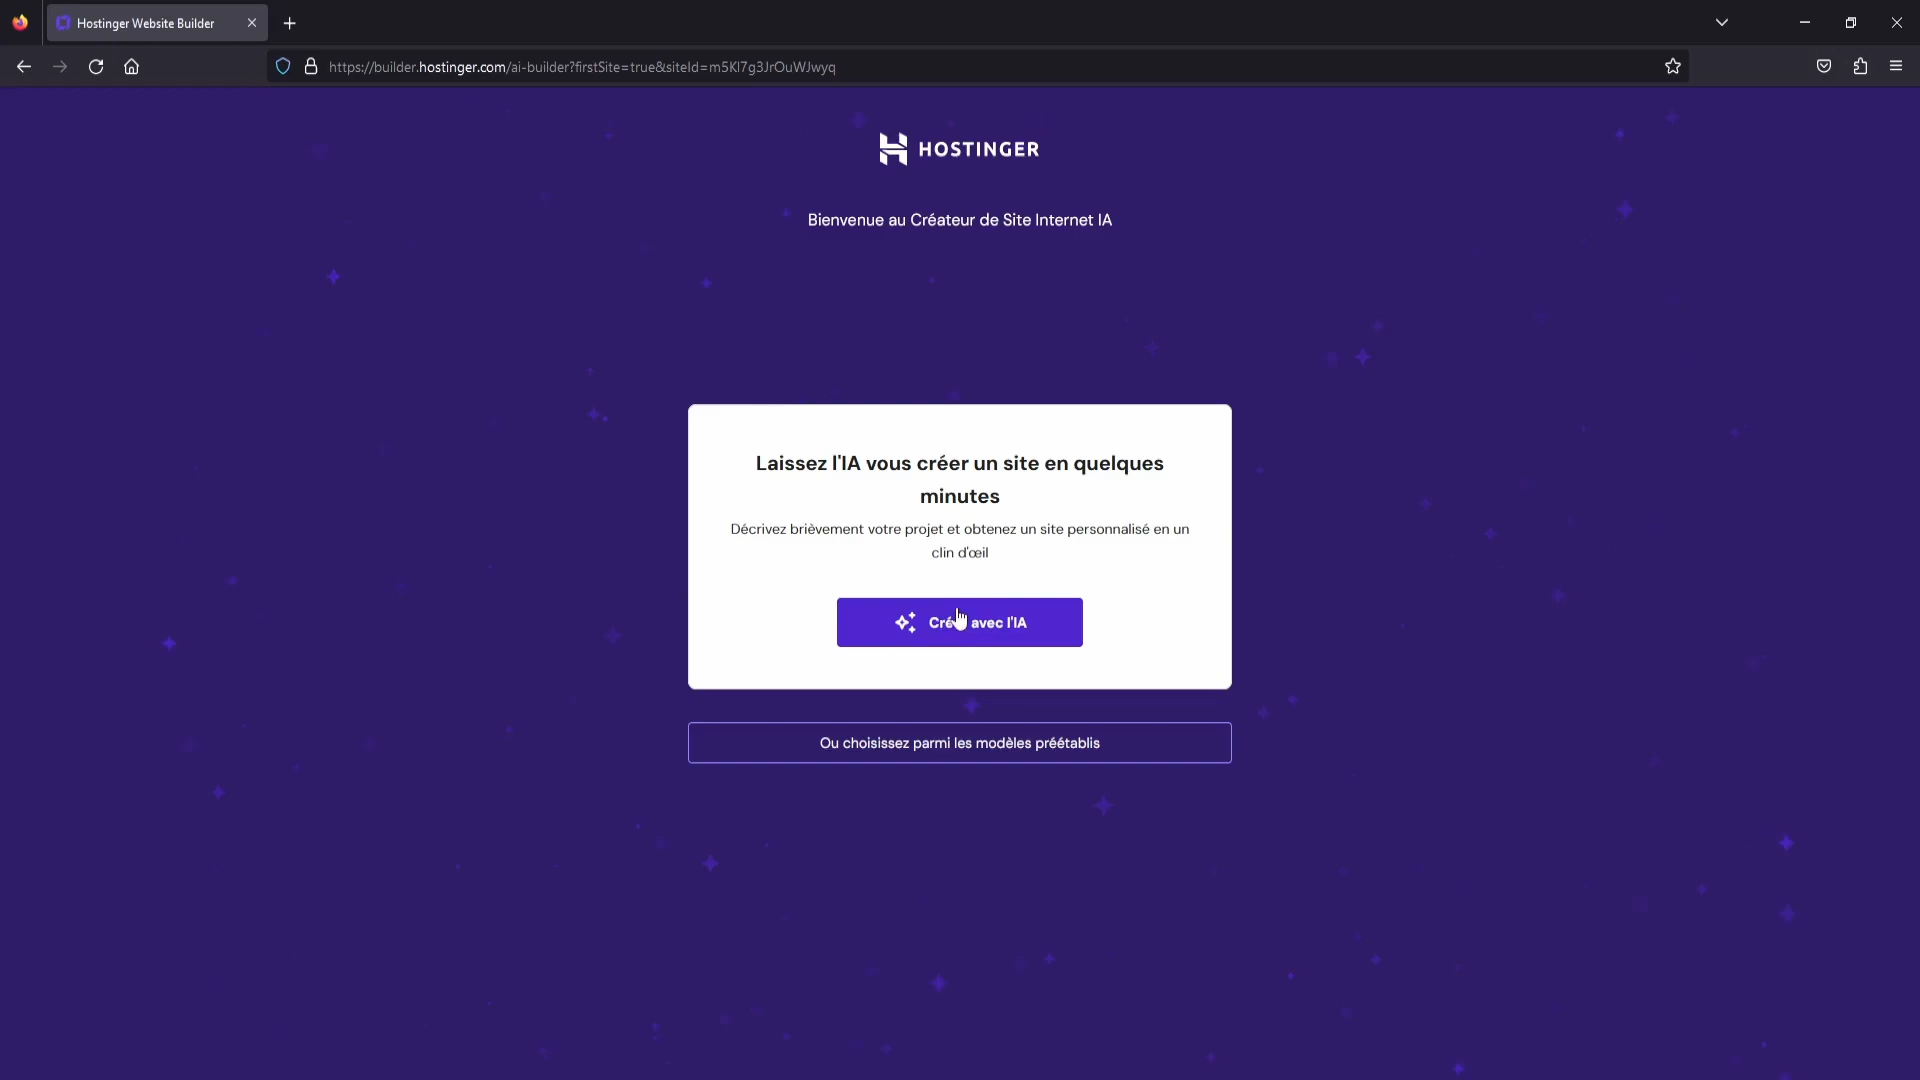 Hostinger Website Builder
https://builder.hostinger.com/ai-builder?firstSite=true&siteId=m5Kl7g3JrOuWJwyq
HOSTINGER
Bienvenue au Créateur de Site Internet IA
Laissez l'IA vous créer un site en quelques
minutes
Décrivez brièvement votre projet et obtenez un site personnalisé en un
clin d'œil
avec l'IA
Ou choisissez parmi les modèles préétablis